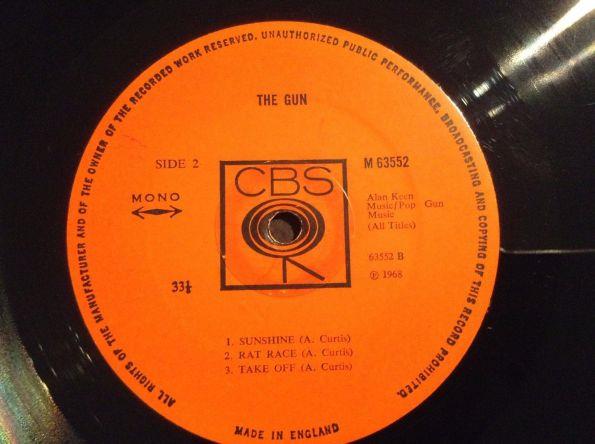 ALL RIGHTS OF THE MANUFACTURER AND OF THE OWNER OF THE RECORDED WORK RESERVED. UNAUTHORIZED PUBLIC PERFORMANCE, BROADCASTING AND COPYING OF THIS RECORD PROHIBITED.
THE GUN
SIDE 2
M 63552
CBS
MONO
Alan Keen
Music/Pop Gun
Music
(All Titles)
63552 B
℗ 1968
33⅓
1. SUNSHINE (A. Curtis)
2. RAT RACE (A. Curtis)
3. TAKE OFF (A. Curtis)
MADE IN ENGLAND